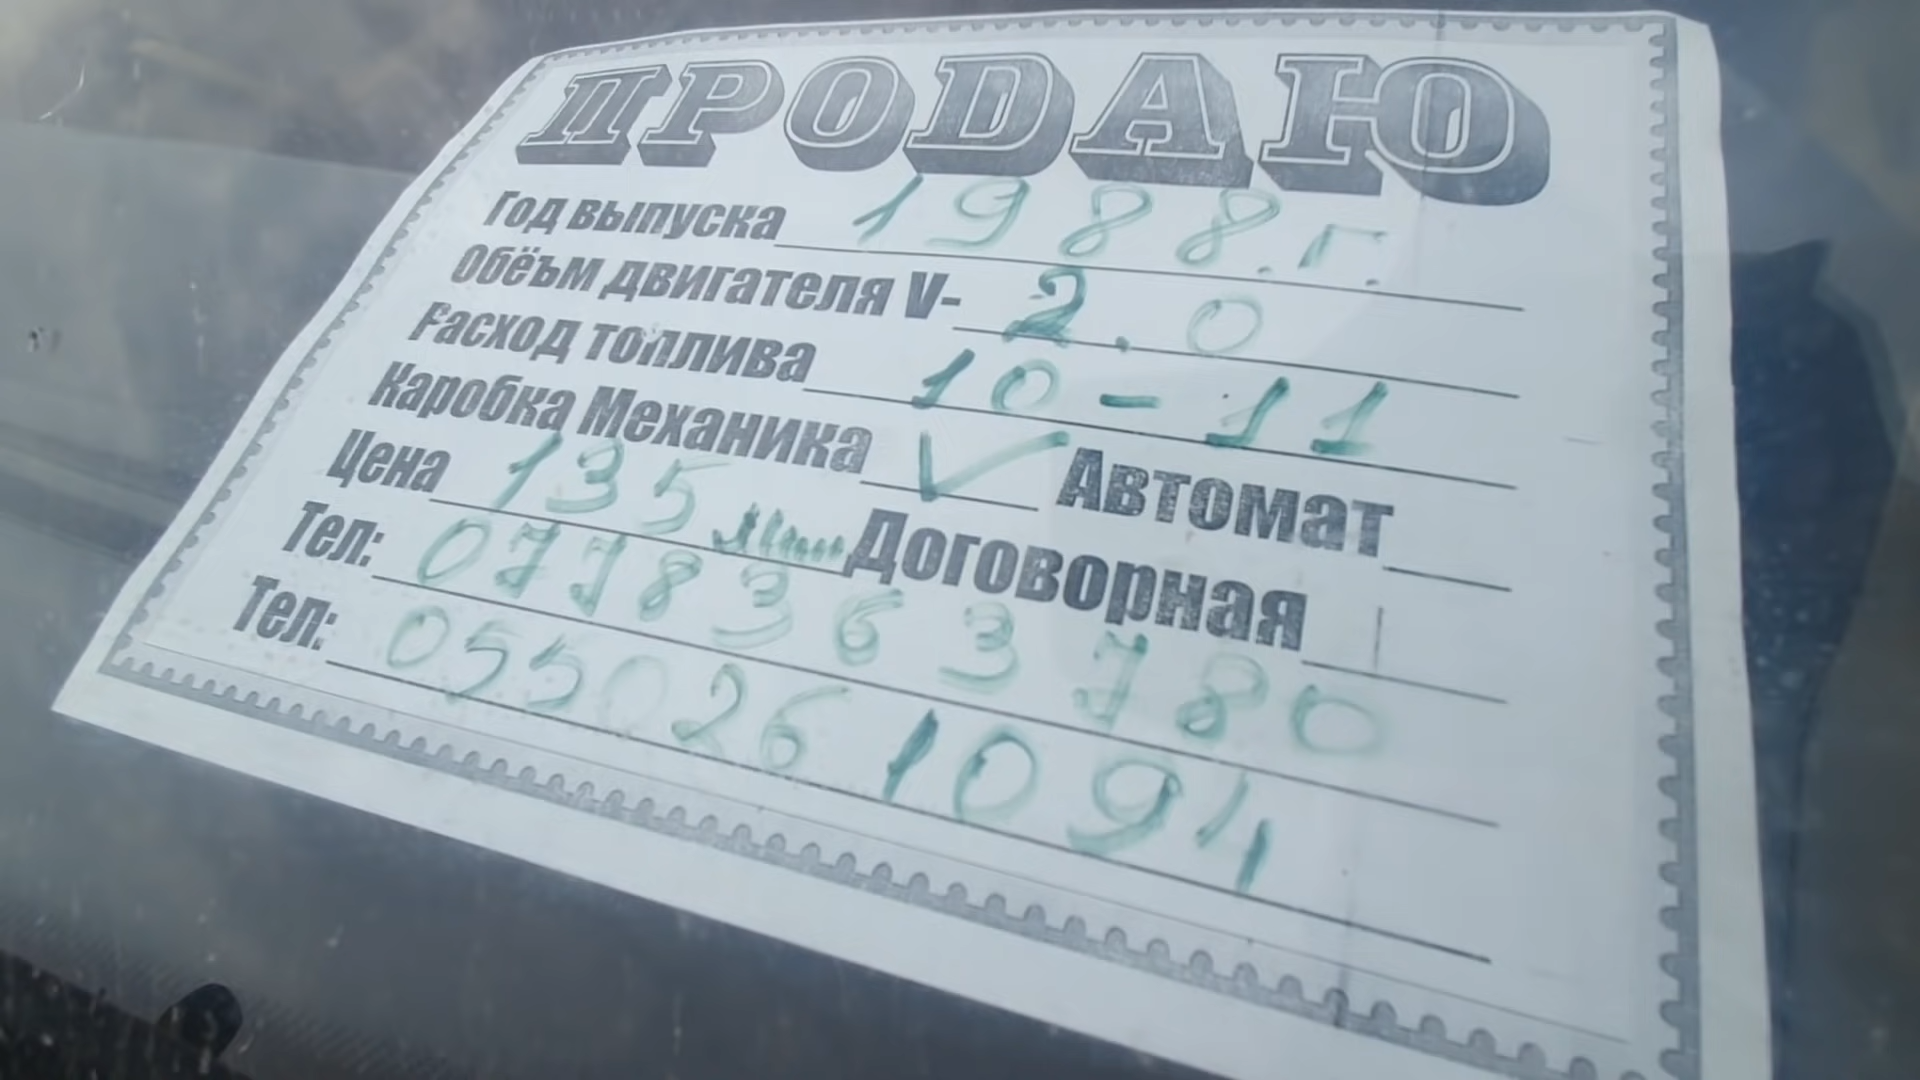 ПРОДАЮ
Год выпуска 1988.г.
Обёъм двигателя V- 2.0
Расход топлива 10-11
Каробка Механика ✓ Автомат
Цена 135 Договорная
Тел: 0778363780
Тел: 0550261094